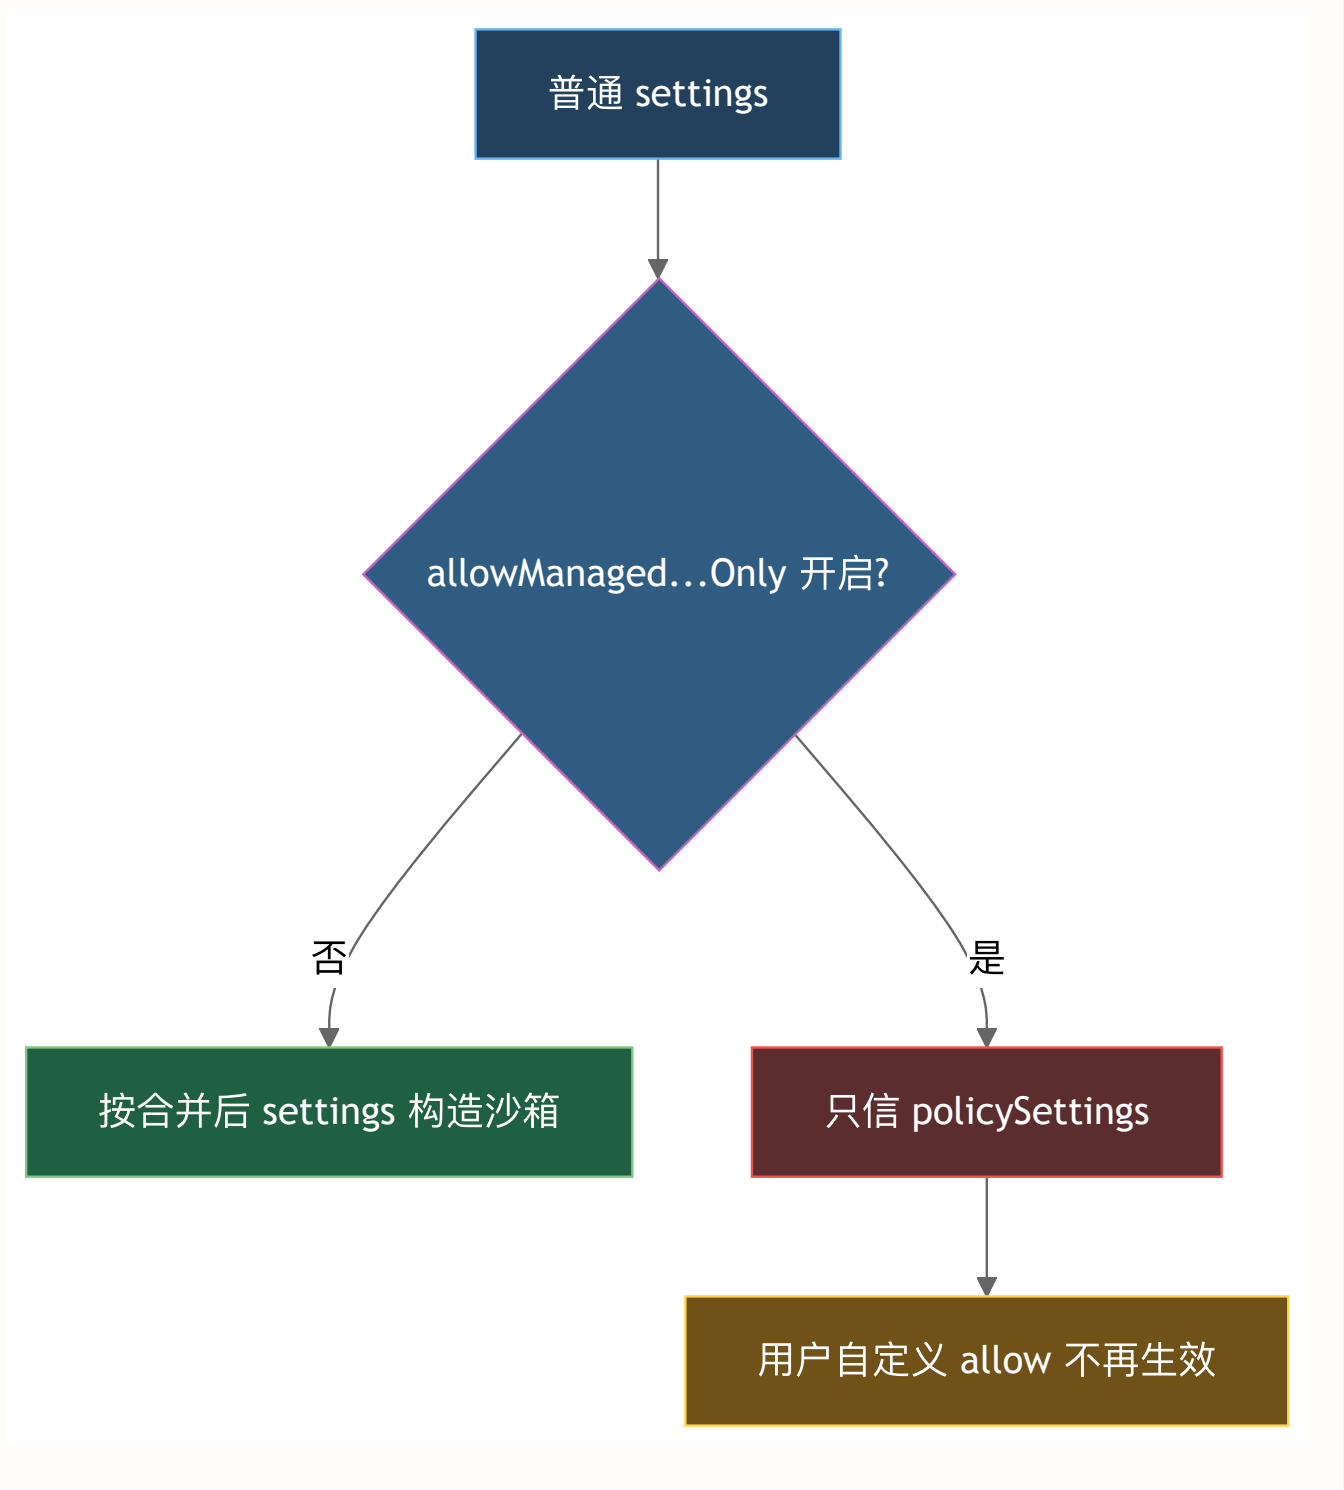 普通 settings
allowManaged...Only 开启?
否
是
按合并后 settings 构造沙箱
只信 policySettings
用户自定义 allow 不再生效